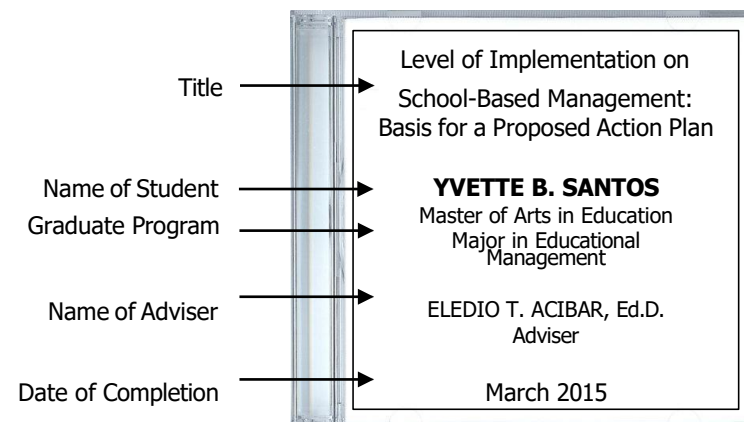 Level of Implementation on
Title
School-Based Management:
Basis for a Proposed Action Plan
Name of Student
YVETTE B. SANTOS
Graduate Program
Master of Arts in Education
Major in Educational
Management
Name of Adviser
ELEDIO T. ACIBAR, Ed.D.
Adviser
Date of Completion
March 2015